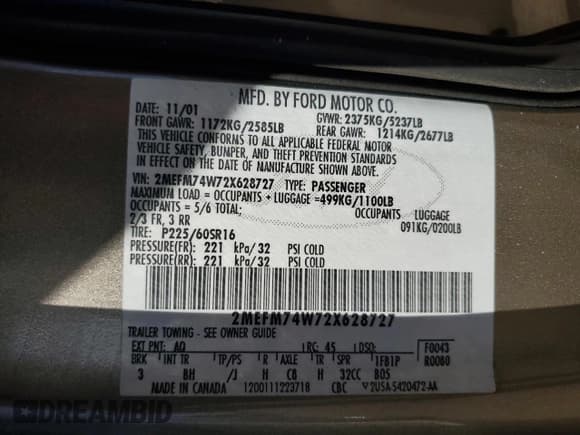 MFD. BY FORD MOTOR CO.
DATE: 11/01
GVWR: 2375KG/5237LB
FRONT GAWR: 1172KG/2585LB
REAR GAWR: 1214KG/2677LB
THIS VEHICLE CONFORMS TO ALL APPLICABLE FEDERAL MOTOR
VEHICLE SAFETY, BUMPER, AND THEFT PREVENTION STANDARDS
IN EFFECT ON THE DATE OF MANUFACTURE SHOWN ABOVE.
VIN: 2MEFM74W72X628727 TYPE: PASSENGER
MAXIMUM LOAD = OCCUPANTS + LUGGAGE =499KG/1100LB
OCCUPANTS = 5/6 TOTAL: OCCUPANTS LUGGAGE
2/3 FR, 3 RR 091KG/0200LB
TIRE: P225/60SR16
PRESSURE(FR): 221 kPa/32 PSI COLD
PRESSURE(RR): 221 kPa/32 PSI COLD
2MEFM74W72X628727
TRAILER TOWING - SEE OWNER GUIDE
EXT PNT: AQ RC: 45 DSO: F0043
BRK INT TR TP/PS R AXLE TR SPR 1FB1P R0080
3 BH /J H C8 H 32CC B05
MADE IN CANADA 1200111223718 CBC 2U5A-5420472-AA
DREAMBID